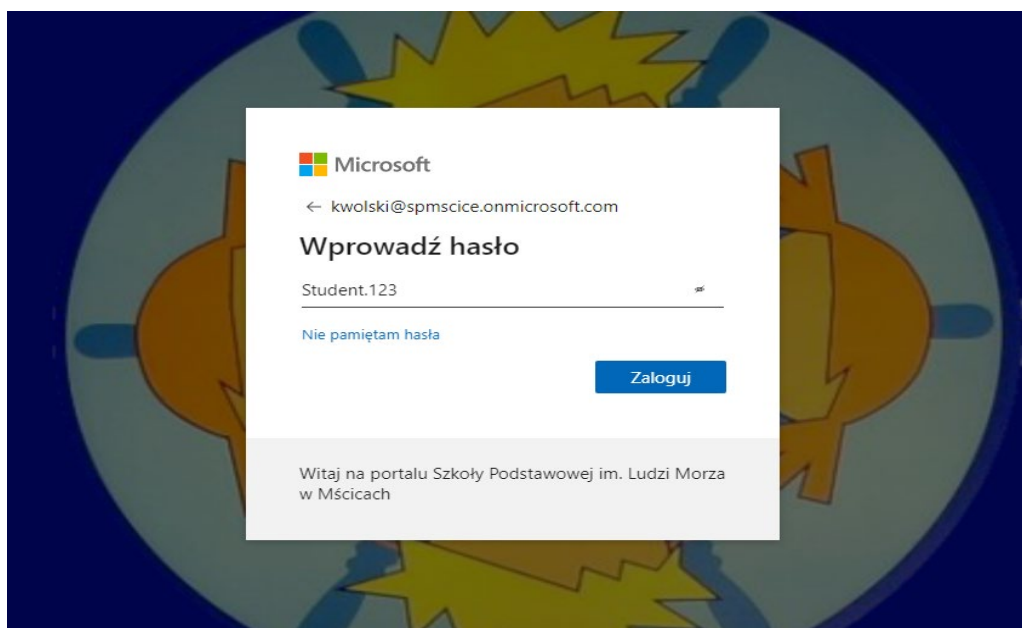 Microsoft
← kwolski@spmscice.onmicrosoft.com
Wprowadź hasło
Student.123
Nie pamiętam hasła
Zaloguj
Witaj na portalu Szkoły Podstawowej im. Ludzi Morza
w Mścicach